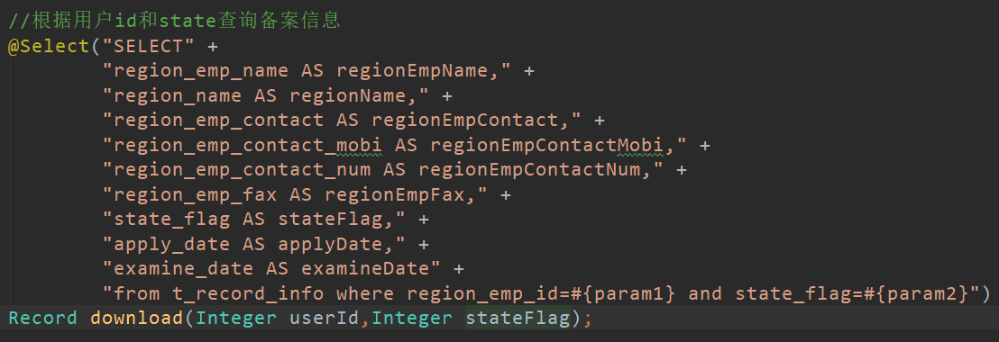 //根据用户id和state查询备案信息
@Select("SELECT" +
"region_emp_name AS regionEmpName," +
"region_name AS regionName," +
"region_emp_contact AS regionEmpContact," +
"region_emp_contact_mobi AS regionEmpContactMobi," +
"region_emp_contact_num AS regionEmpContactNum," +
"region_emp_fax AS regionEmpFax," +
"state_flag AS stateFlag," +
"apply_date AS applyDate," +
"examine_date AS examineDate" +
"from t_record_info where region_emp_id=#{param1} and state_flag=#{param2}")
Record download(Integer userId,Integer stateFlag);